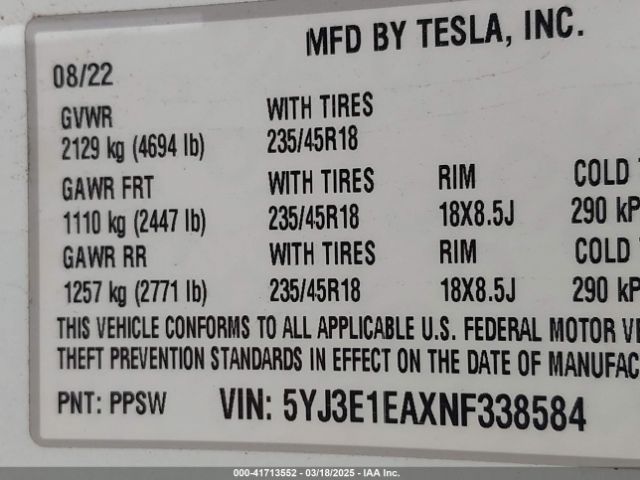 MFD BY TESLA, INC.
08/22
GVWR WITH TIRES
2129 kg (4694 lb) 235/45R18
GAWR FRT WITH TIRES RIM COLD
1110 kg (2447 lb) 235/45R18 18X8.5J 290 kP
GAWR RR WITH TIRES RIM COLD
1257 kg (2771 lb) 235/45R18 18X8.5J 290 kP
THIS VEHICLE CONFORMS TO ALL APPLICABLE U.S. FEDERAL MOTOR VE
THEFT PREVENTION STANDARDS IN EFFECT ON THE DATE OF MANUFAC
PNT: PPSW VIN: 5YJ3E1EAXNF338584
000-41713552 - 03/18/2025 - IAA Inc.